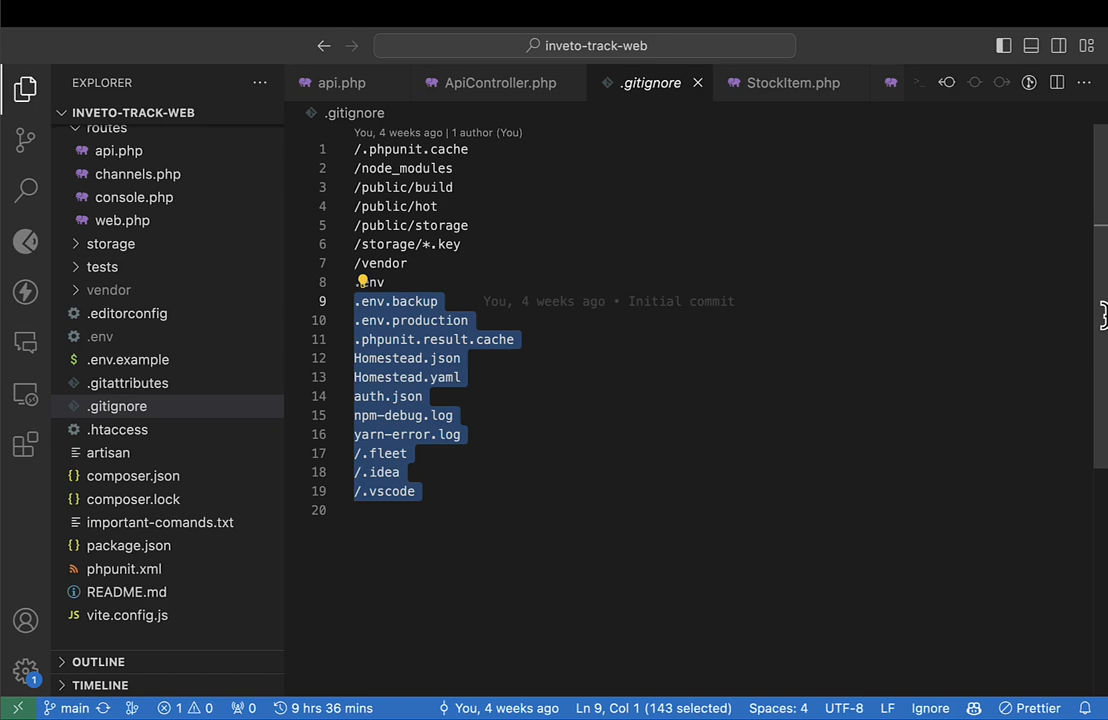 inveto-track-web
EXPLORER
api.php
ApiController.php
.gitignore
StockItem.php
INVETO-TRACK-WEB
.gitignore
routes
api.php
channels.php
console.php
web.php
storage
tests
vendor
.editorconfig
.env
.env.example
.gitattributes
.gitignore
.htaccess
artisan
composer.json
composer.lock
important-comands.txt
package.json
phpunit.xml
README.md
vite.config.js
OUTLINE
TIMELINE
You, 4 weeks ago | 1 author (You)
1 /.phpunit.cache
2 /node_modules
3 /public/build
4 /public/hot
5 /public/storage
6 /storage/*.key
7 /vendor
8 .env
9 .env.backup You, 4 weeks ago • Initial commit
10 .env.production
11 .phpunit.result.cache
12 Homestead.json
13 Homestead.yaml
14 auth.json
15 npm-debug.log
16 yarn-error.log
17 /.fleet
18 /.idea
19 /.vscode
20
1
main 1 0 0 9 hrs 36 mins You, 4 weeks ago Ln 9, Col 1 (143 selected) Spaces: 4 UTF-8 LF Ignore Prettier